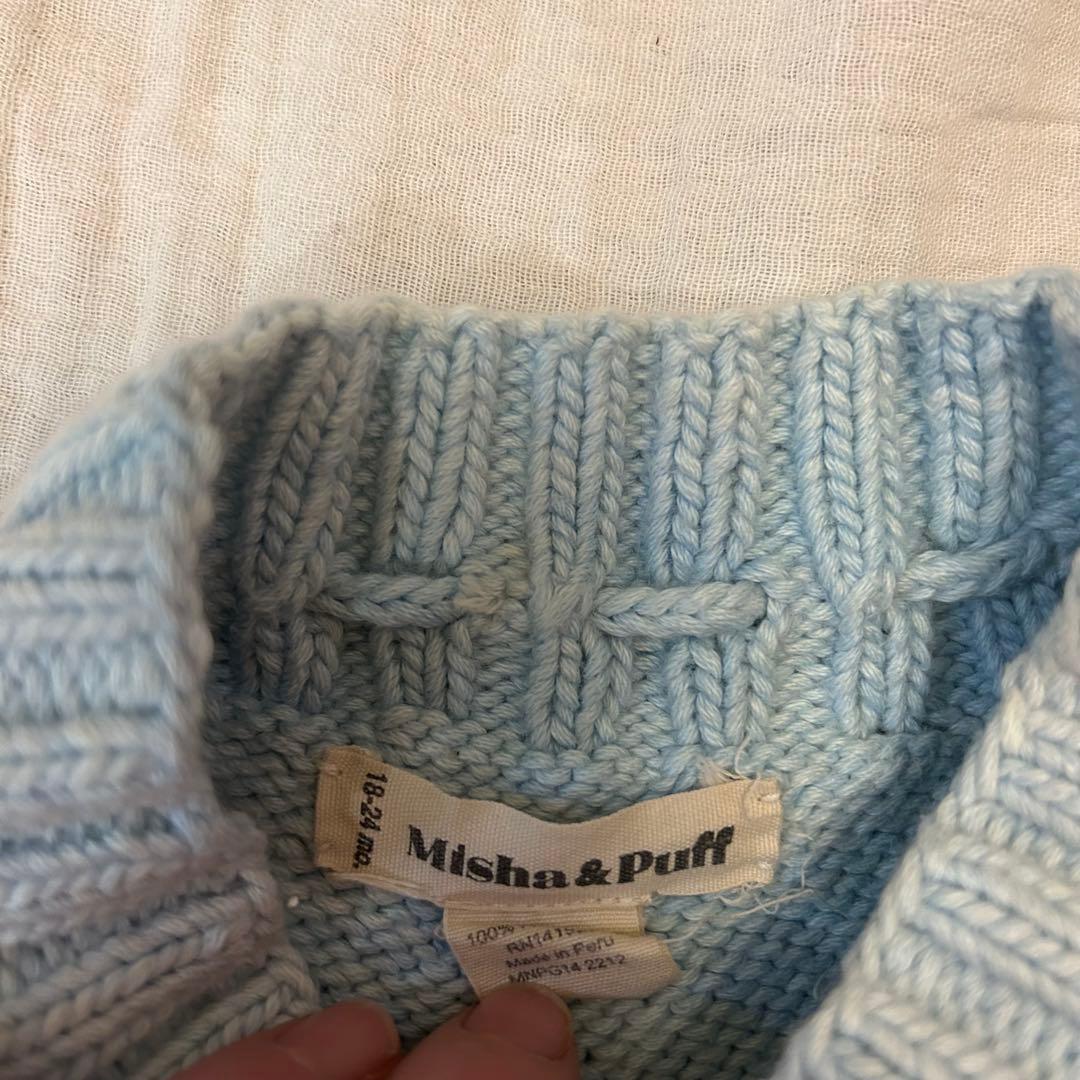 18-24 mo.
Misha & Puff
100%
Made in Peru
MNPG14 2212